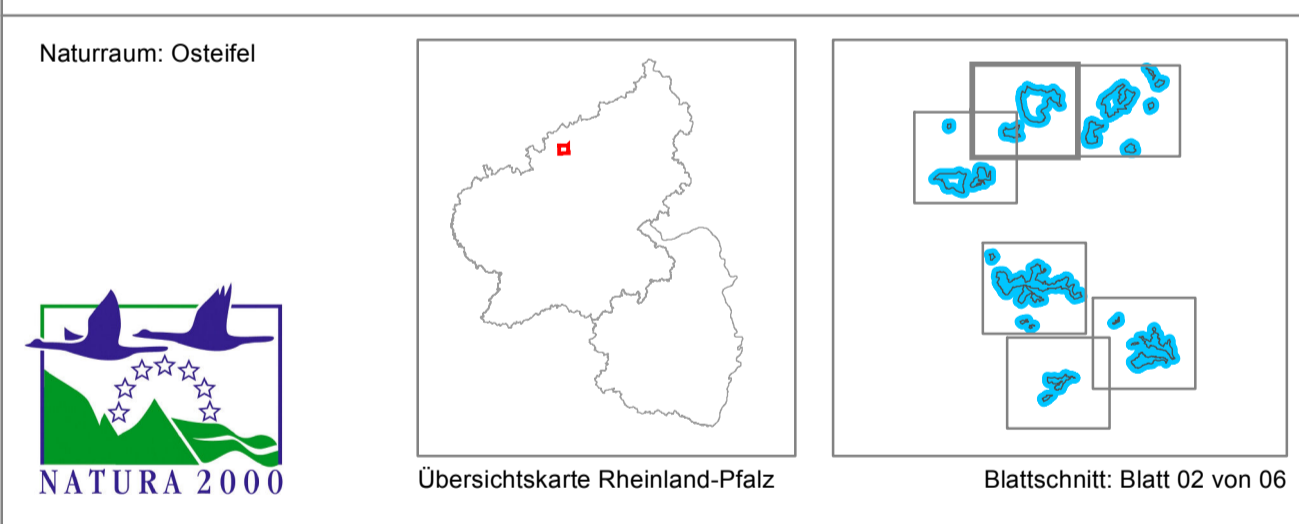 Naturraum: Osteifel
NATURA 2000
Übersichtskarte Rheinland-Pfalz
Blattschnitt: Blatt 02 von 06